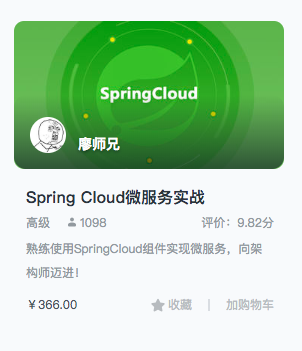 SpringCloud
廖师兄
Spring Cloud微服务实战
高级 1098 评价：9.82分
熟练使用SpringCloud组件实现微服务，向架
构师迈进！
￥366.00 收藏 | 加购物车